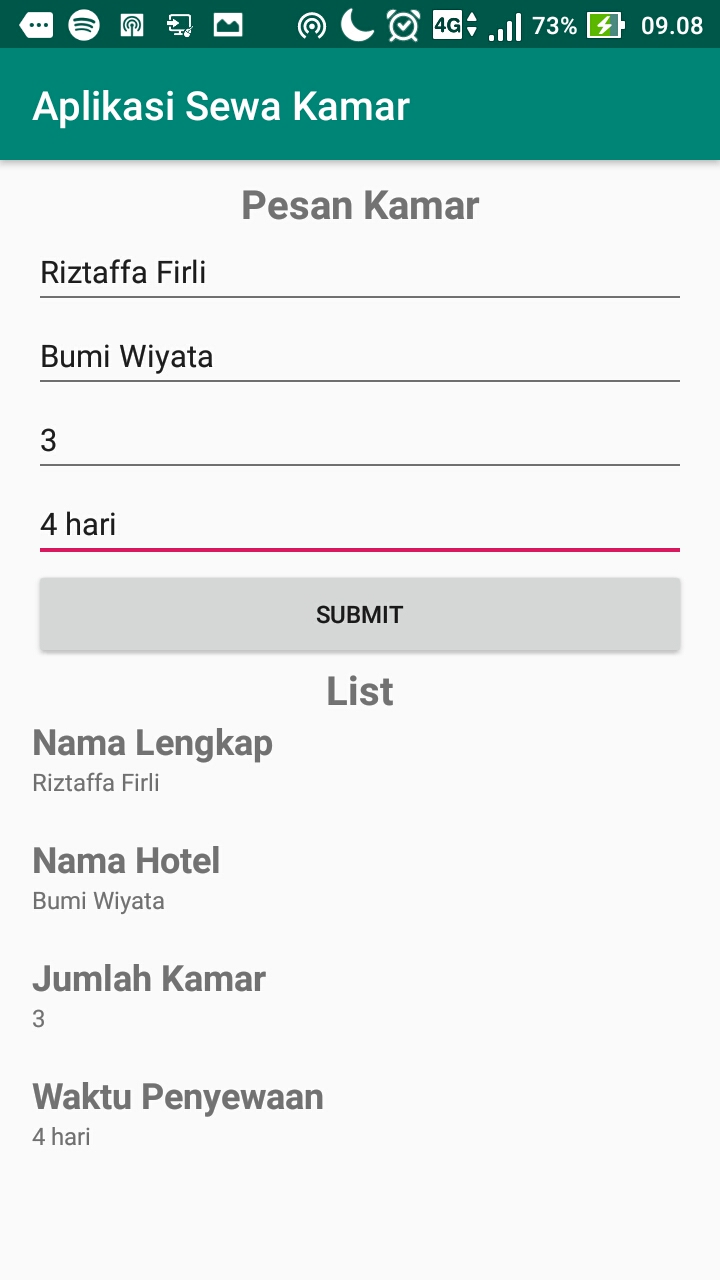 4G 73% 09.08
Aplikasi Sewa Kamar
Pesan Kamar
Riztaffa Firli
Bumi Wiyata
3
4 hari
SUBMIT
List
Nama Lengkap
Riztaffa Firli
Nama Hotel
Bumi Wiyata
Jumlah Kamar
3
Waktu Penyewaan
4 hari